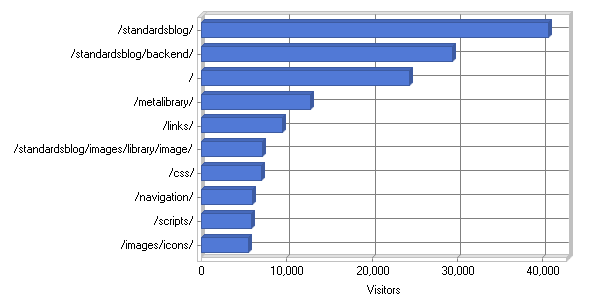 /standardsblog/
/standardsblog/backend/
/
/metalibrary/
/links/
/standardsblog/images/library/image/
/css/
/navigation/
/scripts/
/images/icons/
0 10,000 20,000 30,000 40,000
Visitors